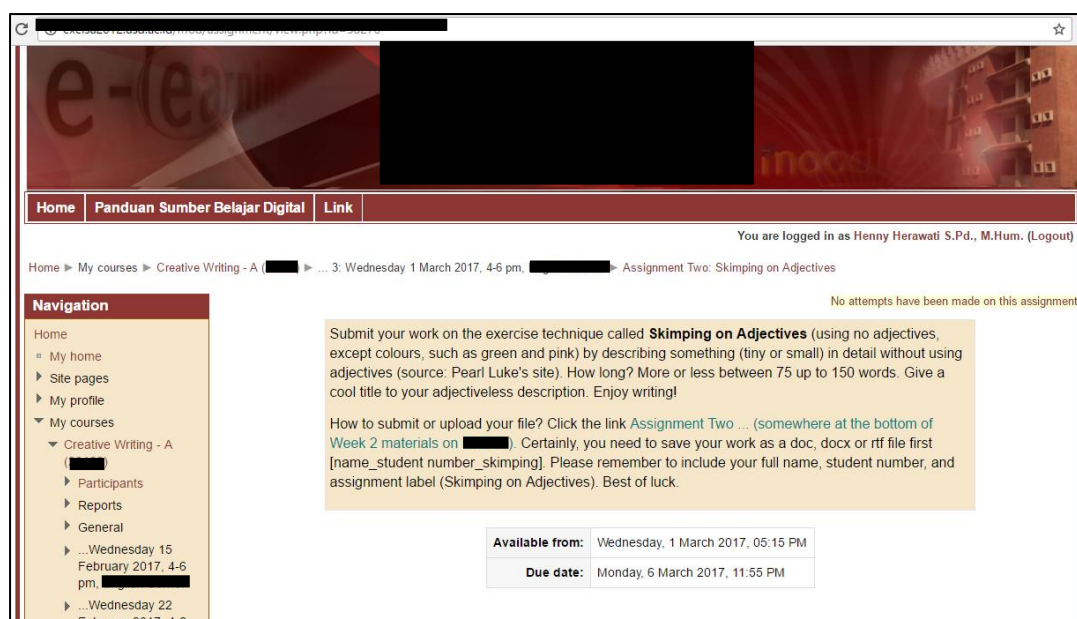 e-lea
Home Panduan Sumber Belajar Digital Link
You are logged in as Henny Herawati S.Pd., M.Hum. (Logout)
Home ► My courses ► Creative Writing - A ( ) ► ... 3: Wednesday 1 March 2017, 4-6 pm, ► Assignment Two: Skimping on Adjectives
No attempts have been made on this assignment
Navigation
Home
My home
Site pages
My profile
My courses
Creative Writing - A
( )
Participants
Reports
General
...Wednesday 15
February 2017, 4-6
pm,
...Wednesday 22
Submit your work on the exercise technique called Skimping on Adjectives (using no adjectives,
except colours, such as green and pink) by describing something (tiny or small) in detail without using
adjectives (source: Pearl Luke's site). How long? More or less between 75 up to 150 words. Give a
cool title to your adjectiveless description. Enjoy writing!
How to submit or upload your file? Click the link Assignment Two ... (somewhere at the bottom of
Week 2 materials on ). Certainly, you need to save your work as a doc, docx or rtf file first
[name_student number_skimping]. Please remember to include your full name, student number, and
assignment label (Skimping on Adjectives). Best of luck.
Available from: Wednesday, 1 March 2017, 05:15 PM
Due date: Monday, 6 March 2017, 11:55 PM